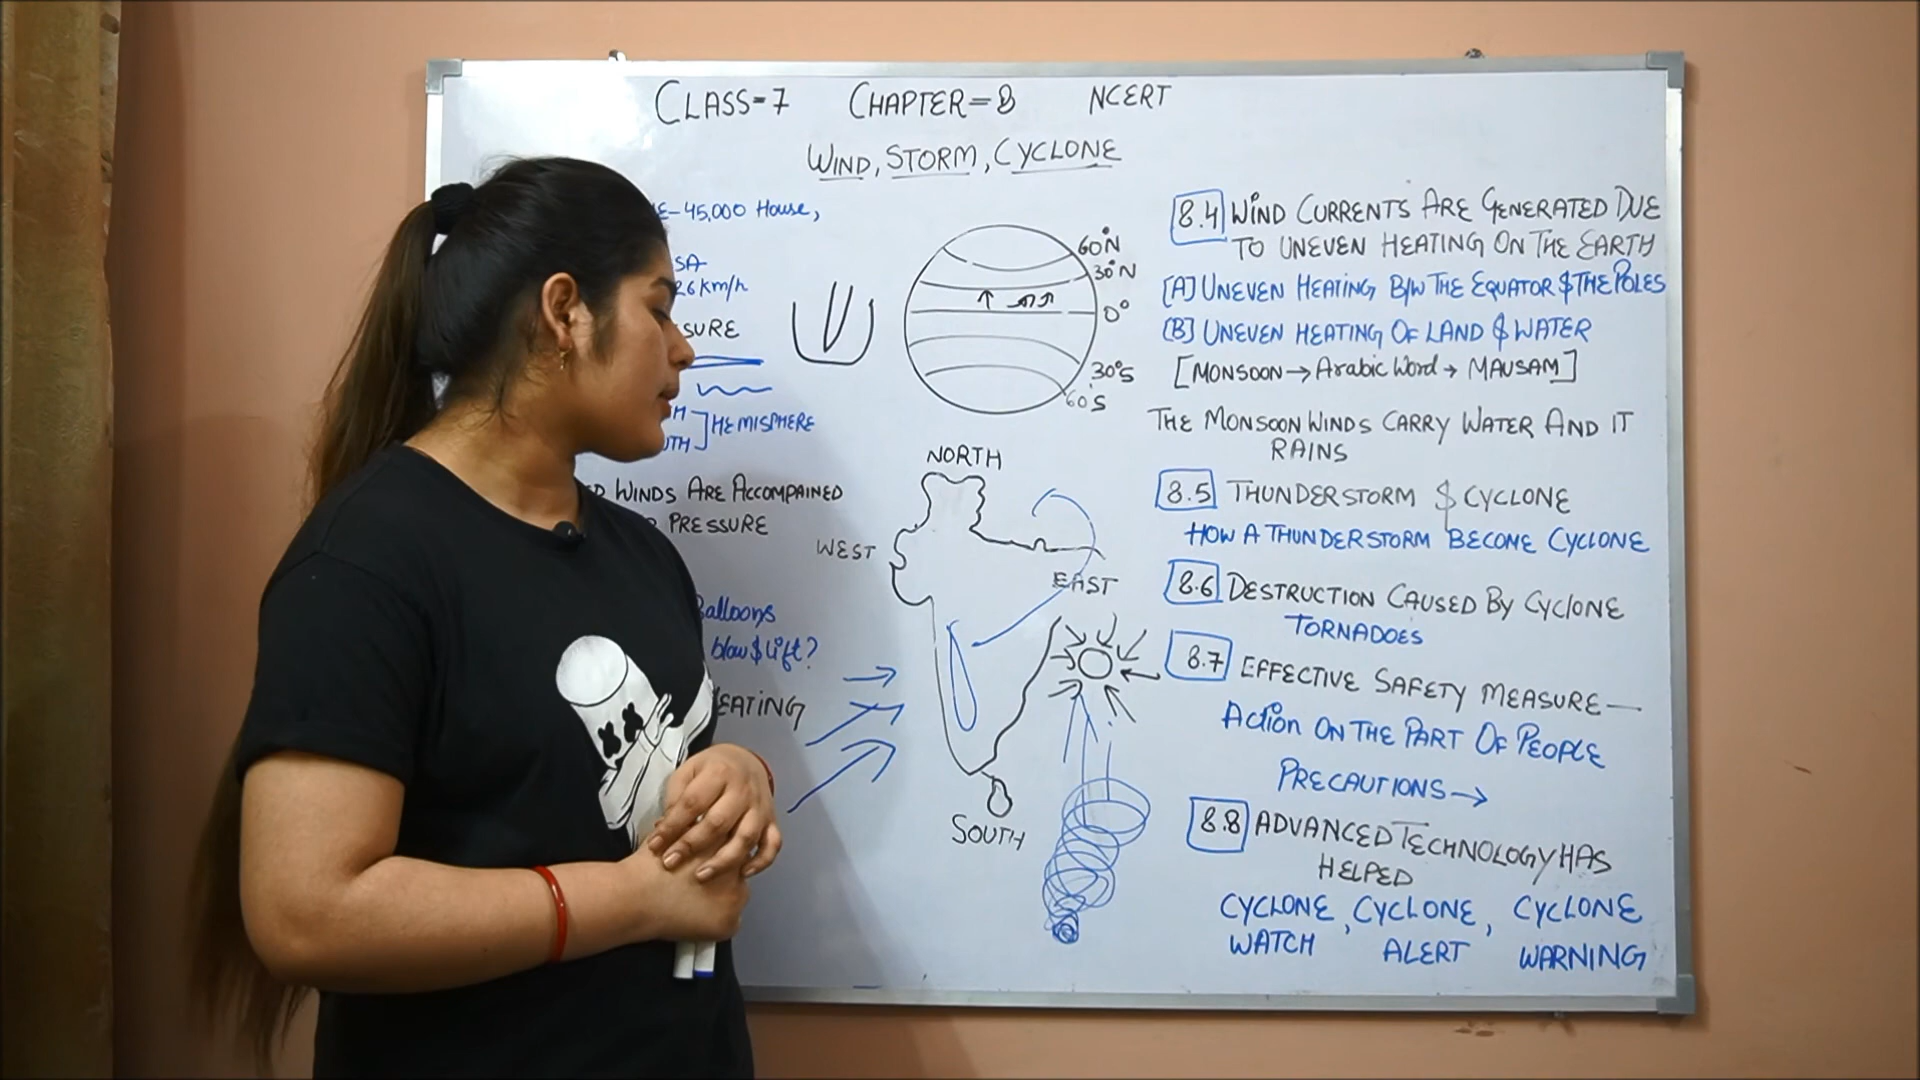 CLASS=7 CHAPTER=8 NCERT
WIND, STORM, CYCLONE
45,000 House,
26 km/h
HEMISPHERE
WINDS ARE ACCOMPAINED
PRESSURE
Balloons
blow & lift?
60°N
30°N
0°
30°S
60°S
NORTH
WEST
EAST
SOUTH
8.4 WIND CURRENTS ARE GENERATED DUE
TO UNEVEN HEATING ON THE EARTH
[A] UNEVEN HEATING B/W THE EQUATOR & THE POLES
[B] UNEVEN HEATING OF LAND & WATER
[MONSOON → Arabic Word → MAUSAM]
THE MONSOON WINDS CARRY WATER AND IT
RAINS
8.5 THUNDERSTORM & CYCLONE
HOW A THUNDERSTORM BECOME CYCLONE
8.6 DESTRUCTION CAUSED BY CYCLONE
TORNADOES
8.7 EFFECTIVE SAFETY MEASURE —
ACTION ON THE PART OF PEOPLE
PRECAUTIONS →
8.8 ADVANCED TECHNOLOGY HAS
HELPED
CYCLONE, CYCLONE, CYCLONE
WATCH ALERT WARNING